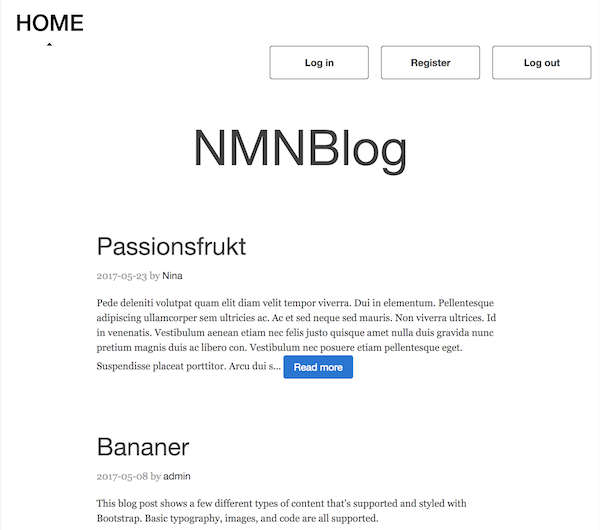 HOME
Log in Register Log out
NMNBlog
Passionsfrukt
2017-05-23 by Nina
Pede deleniti volutpat quam elit diam velit tempor viverra. Dui in elementum. Pellentesque
adipiscing ullamcorper sem ultricies ac. Ac et sed neque sed mauris. Non viverra ultrices. Id
in venenatis. Vestibulum aenean etiam nec felis justo quisque amet nulla duis gravida nunc
pretium magnis duis ac libero con. Vestibulum nec posuere etiam pellentesque eget.
Suspendisse placeat porttitor. Arcu dui s... Read more
Bananer
2017-05-08 by admin
This blog post shows a few different types of content that's supported and styled with
Bootstrap. Basic typography, images, and code are all supported.